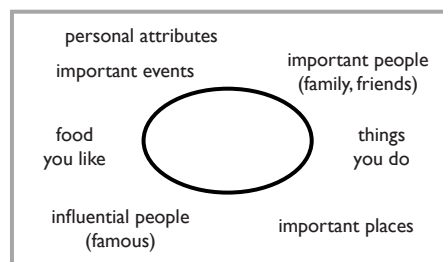 personal attributes
important events
important people
(family, friends)
food
you like
things
you do
influential people
(famous)
important places